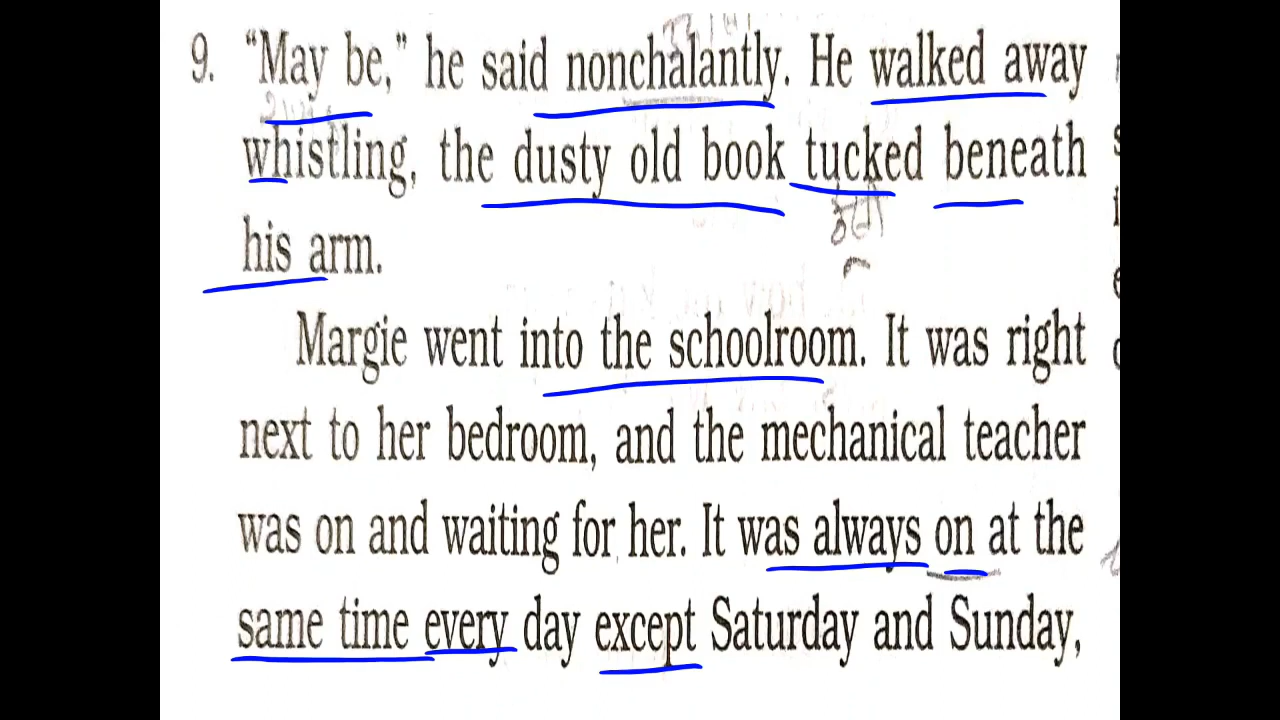 9. “May be,” he said nonchalantly. He walked away
whistling, the dusty old book tucked beneath
his arm.
Margie went into the schoolroom. It was right
next to her bedroom, and the mechanical teacher
was on and waiting for her. It was always on at the
same time every day except Saturday and Sunday,